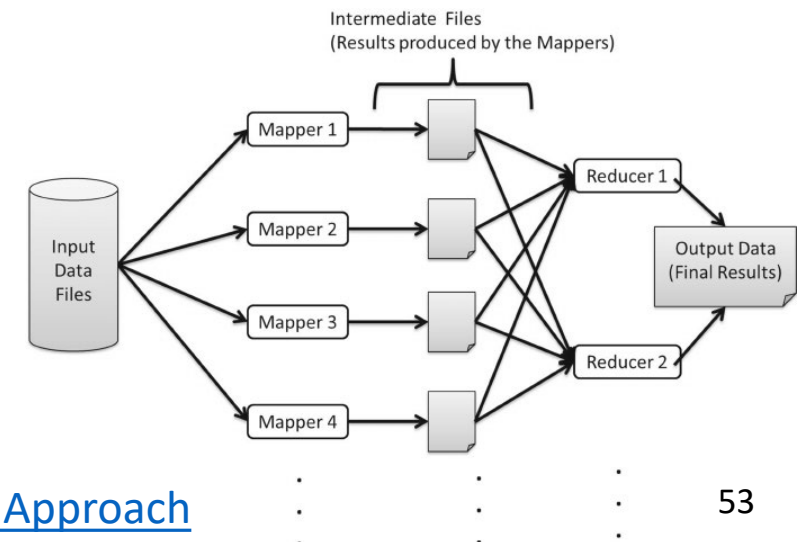 Intermediate Files
(Results produced by the Mappers)
Mapper 1
Mapper 2
Mapper 3
Mapper 4
Input
Data
Files
Reducer 1
Reducer 2
Output Data
(Final Results)
Approach
53